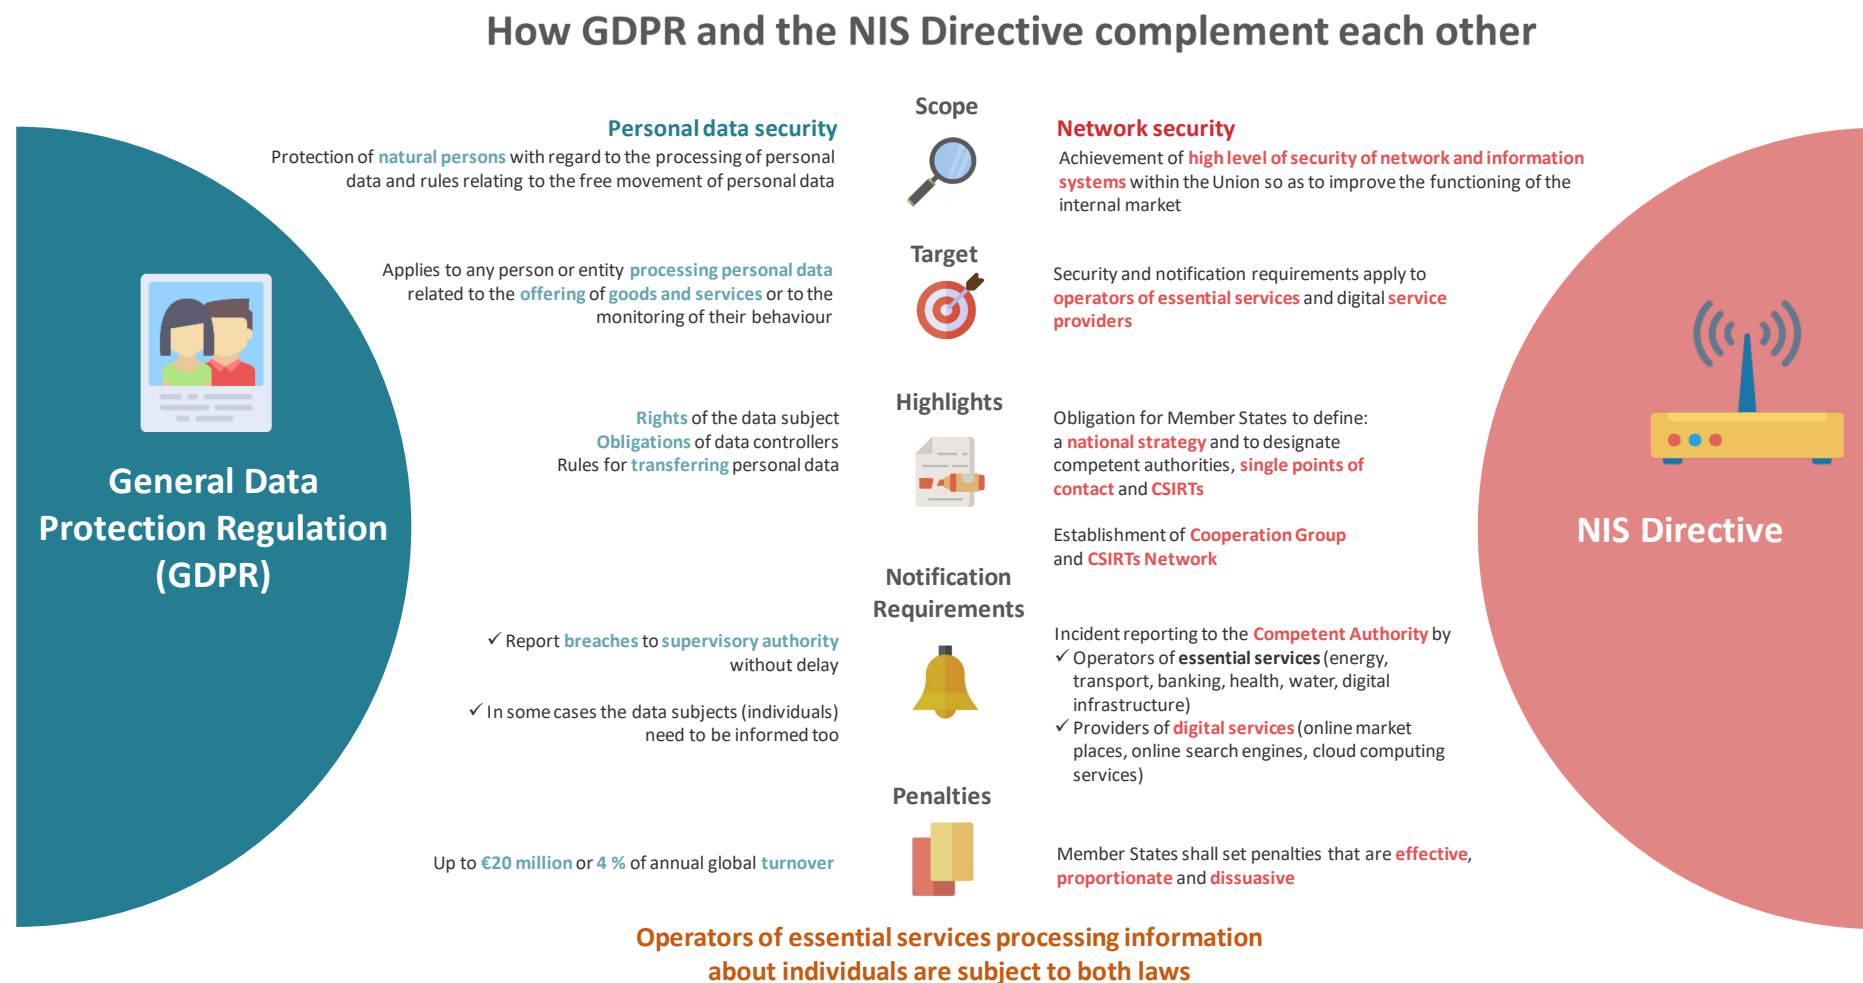 How GDPR and the NIS Directive complement each other
General Data
Protection Regulation
(GDPR)
NIS Directive
Scope
Personal data security
Protection of natural persons with regard to the processing of personal
data and rules relating to the free movement of personal data
Network security
Achievement of high level of security of network and information
systems within the Union so as to improve the functioning of the
internal market
Target
Applies to any person or entity processing personal data
related to the offering of goods and services or to the
monitoring of their behaviour
Security and notification requirements apply to
operators of essential services and digital service
providers
Highlights
Rights of the data subject
Obligations of data controllers
Rules for transferring personal data
Obligation for Member States to define:
a national strategy and to designate
competent authorities, single points of
contact and CSIRTs
Establishment of Cooperation Group
and CSIRTs Network
Notification
Requirements
✓ Report breaches to supervisory authority
without delay
✓ In some cases the data subjects (individuals)
need to be informed too
Incident reporting to the Competent Authority by
✓ Operators of essential services (energy,
transport, banking, health, water, digital
infrastructure)
✓ Providers of digital services (online market
places, online search engines, cloud computing
services)
Penalties
Up to €20 million or 4 % of annual global turnover
Member States shall set penalties that are effective,
proportionate and dissuasive
Operators of essential services processing information
about individuals are subject to both laws